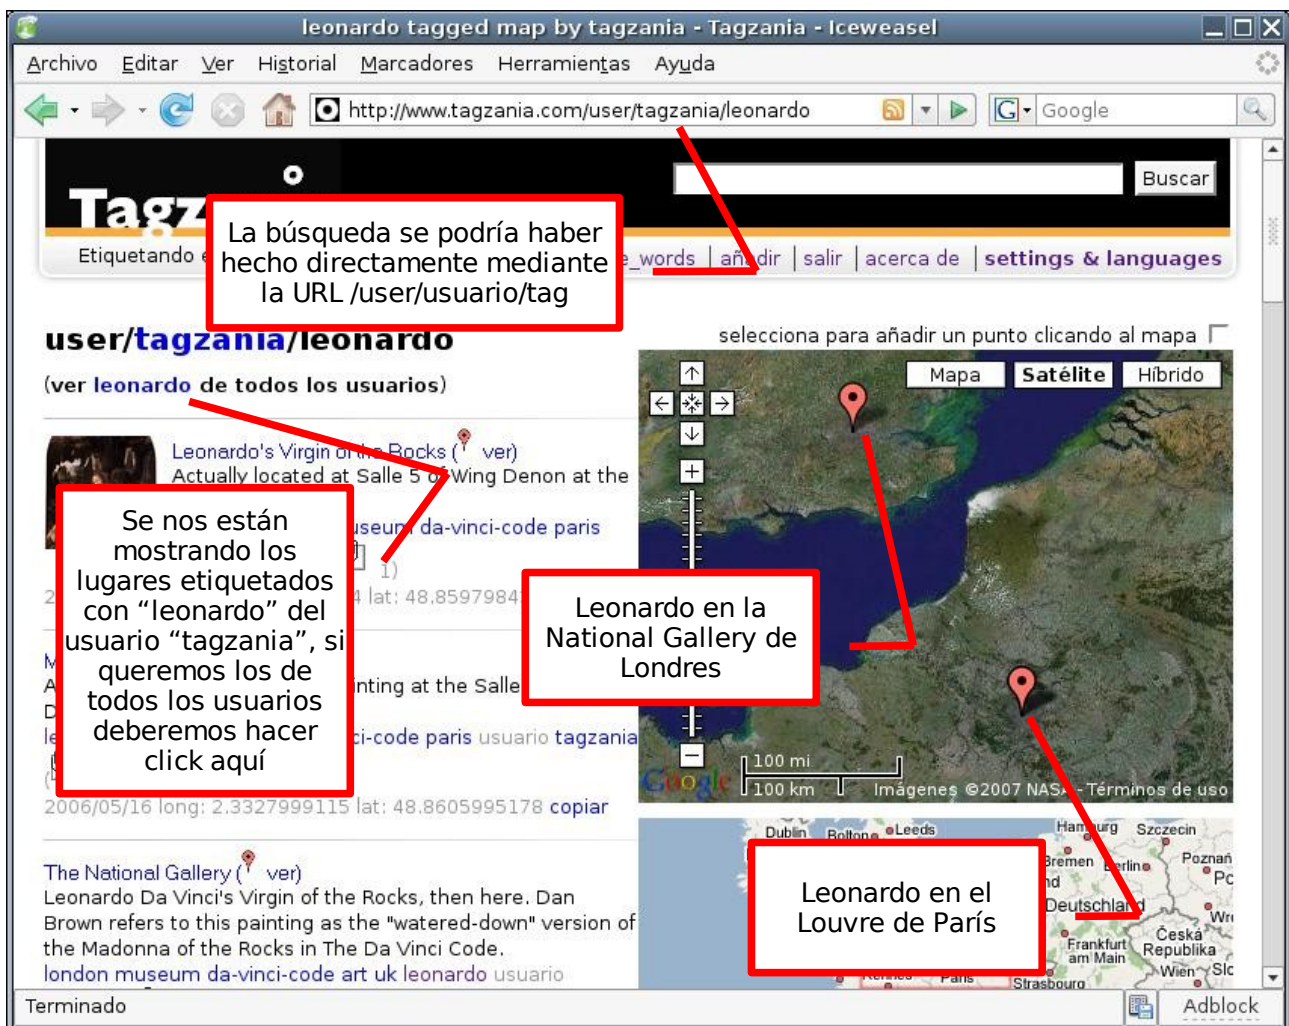 leonardo tagged map by tagzania - Tagzania - Iceweasel
Archivo Editar Ver Historial Marcadores Herramientas Ayuda
http://www.tagzania.com/user/tagzania/leonardo
Google
Buscar
Etiquetando
añadir | salir | acerca de | settings & languages
La búsqueda se podría haber
hecho directamente mediante
la URL /user/usuario/tag
user/tagzania/leonardo
(ver leonardo de todos los usuarios)
Leonardo's Virgin of the Rocks ( ver)
Actually located at Salle 5 of Wing Denon at the
museum da-vinci-code paris
1)
lat: 48.8597984
Se nos están
mostrando los
lugares etiquetados
con “leonardo” del
usuario “tagzania”, si
queremos los de
todos los usuarios
deberemos hacer
click aquí
at the Salle
paris usuario tagzania
2006/05/16 long: 2.3327999115 lat: 48.8605995178 copiar
The National Gallery ( ver)
Leonardo Da Vinci's Virgin of the Rocks, then here. Dan
Brown refers to this painting as the "watered-down" version of
the Madonna of the Rocks in The Da Vinci Code.
london museum da-vinci-code art uk leonardo usuario
selecciona para añadir un punto clicando al mapa
Mapa Satélite Híbrido
Leonardo en la
National Gallery de
Londres
100 mi
100 km
Google
Imágenes ©2007 NASA - Términos de uso
Dublin Bolton Leeds Hamburg Szczecin
Bremen Berlin Poznań
Deutschland
Česká
Frankfurt Republika
am Main
Wien
Rennes Paris Strasbourg
Leonardo en el
Louvre de París
Terminado
Adblock